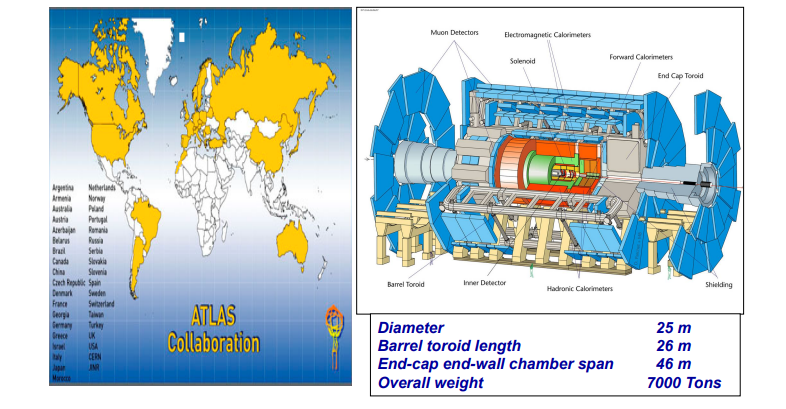 Argentina Netherlands
Armenia Norway
Australia Poland
Austria Portugal
Azerbaijan Romania
Belarus Russia
Brazil Serbia
Canada Slovakia
China Slovenia
Czech Republic Spain
Denmark Sweden
France Switzerland
Georgia Taiwan
Germany Turkey
Greece UK
Israel USA
Italy CERN
Japan JINR
Morocco
ATLAS
Collaboration
Muon Detectors
Electromagnetic Calorimeters
Solenoid
Forward Calorimeters
End Cap Toroid
Barrel Toroid
Inner Detector
Hadronic Calorimeters
Shielding
Diameter 25 m
Barrel toroid length 26 m
End-cap end-wall chamber span 46 m
Overall weight 7000 Tons